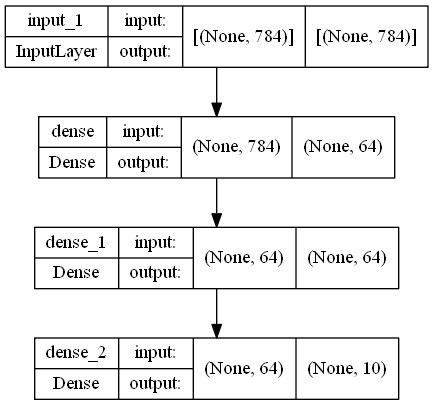 input_1 input: [(None, 784)] [(None, 784)]
InputLayer output:
dense input: (None, 784) (None, 64)
Dense output:
dense_1 input: (None, 64) (None, 64)
Dense output:
dense_2 input: (None, 64) (None, 10)
Dense output: